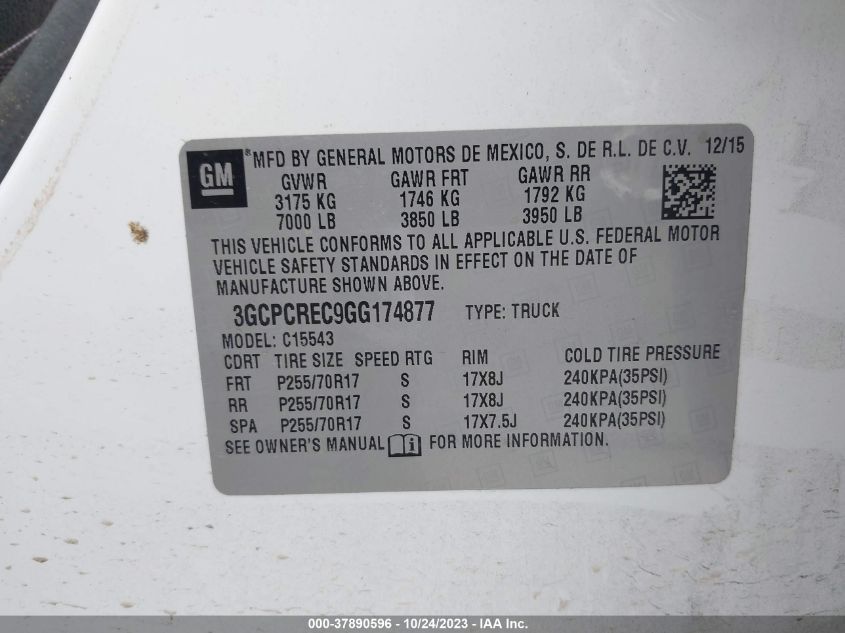 GM ®MFD BY GENERAL MOTORS DE MEXICO, S. DE R.L. DE C.V. 12/15
GVWR GAWR FRT GAWR RR
3175 KG 1746 KG 1792 KG
7000 LB 3850 LB 3950 LB
THIS VEHICLE CONFORMS TO ALL APPLICABLE U.S. FEDERAL MOTOR
VEHICLE SAFETY STANDARDS IN EFFECT ON THE DATE OF
MANUFACTURE SHOWN ABOVE.
3GCPCREC9GG174877 TYPE: TRUCK
MODEL: C15543
CDRT TIRE SIZE SPEED RTG RIM COLD TIRE PRESSURE
FRT P255/70R17 S 17X8J 240KPA(35PSI)
RR P255/70R17 S 17X8J 240KPA(35PSI)
SPA P255/70R17 S 17X7.5J 240KPA(35PSI)
SEE OWNER'S MANUAL i FOR MORE INFORMATION.
000-37890596 - 10/24/2023 - 17XS Inc.